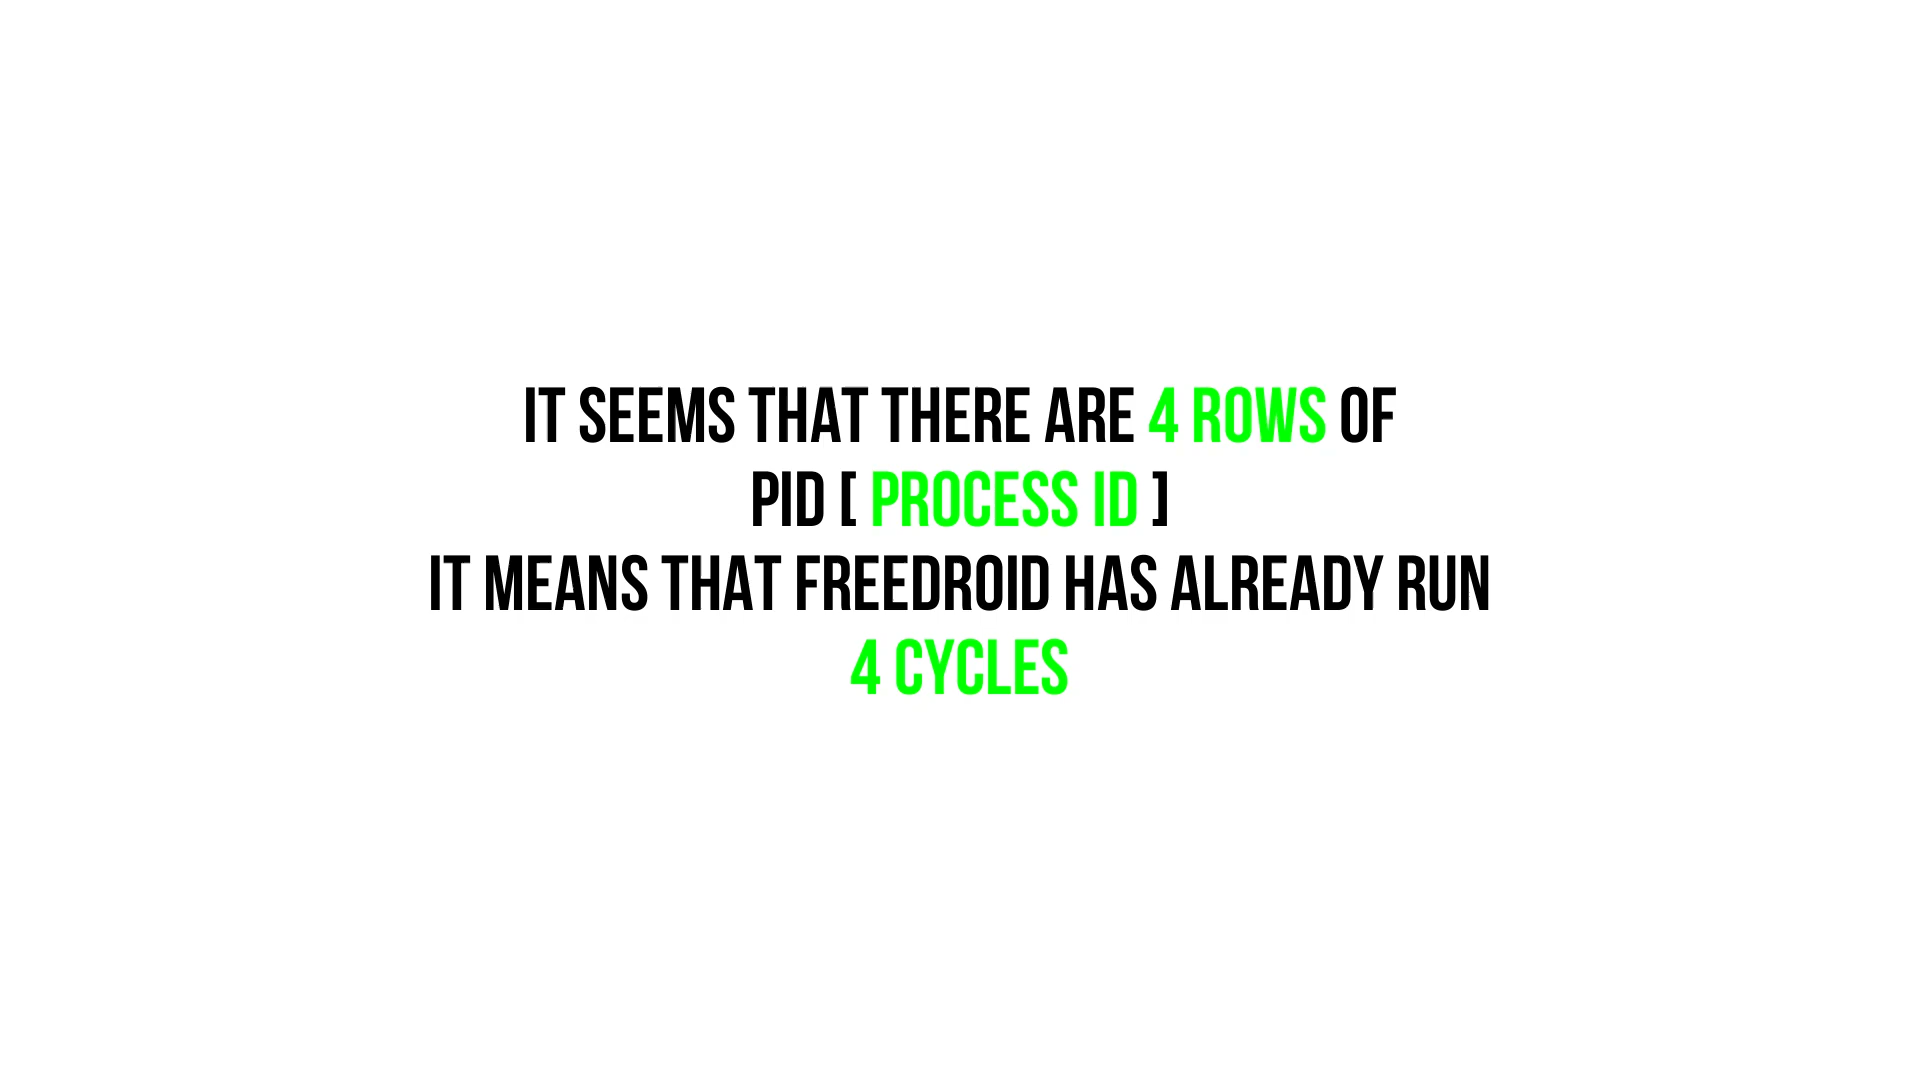 IT SEEMS THAT THERE ARE 4 ROWS OF
PID [ PROCESS ID ]
IT MEANS THAT FREEDROID HAS ALREADY RUN
4 CYCLES